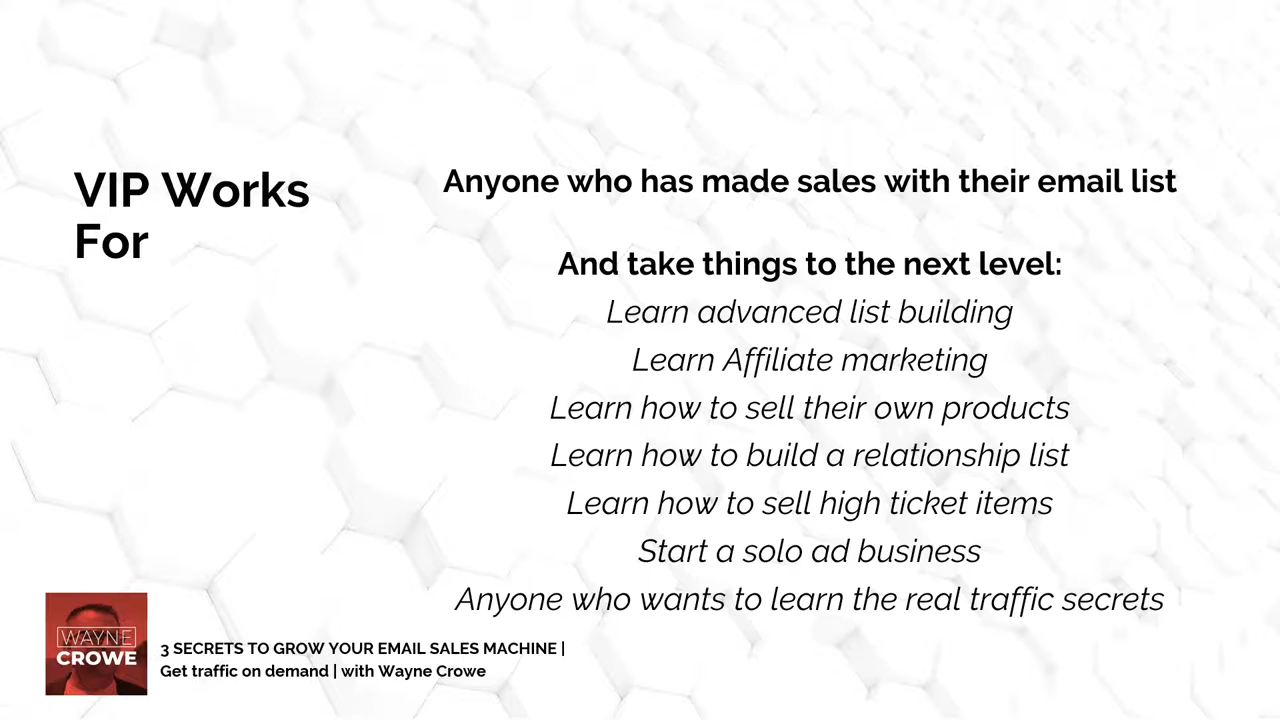 VIP Works
For
Anyone who has made sales with their email list
And take things to the next level:
Learn advanced list building
Learn Affiliate marketing
Learn how to sell their own products
Learn how to build a relationship list
Learn how to sell high ticket items
Start a solo ad business
Anyone who wants to learn the real traffic secrets
WAYNE
CROWE
3 SECRETS TO GROW YOUR EMAIL SALES MACHINE |
Get traffic on demand | with Wayne Crowe